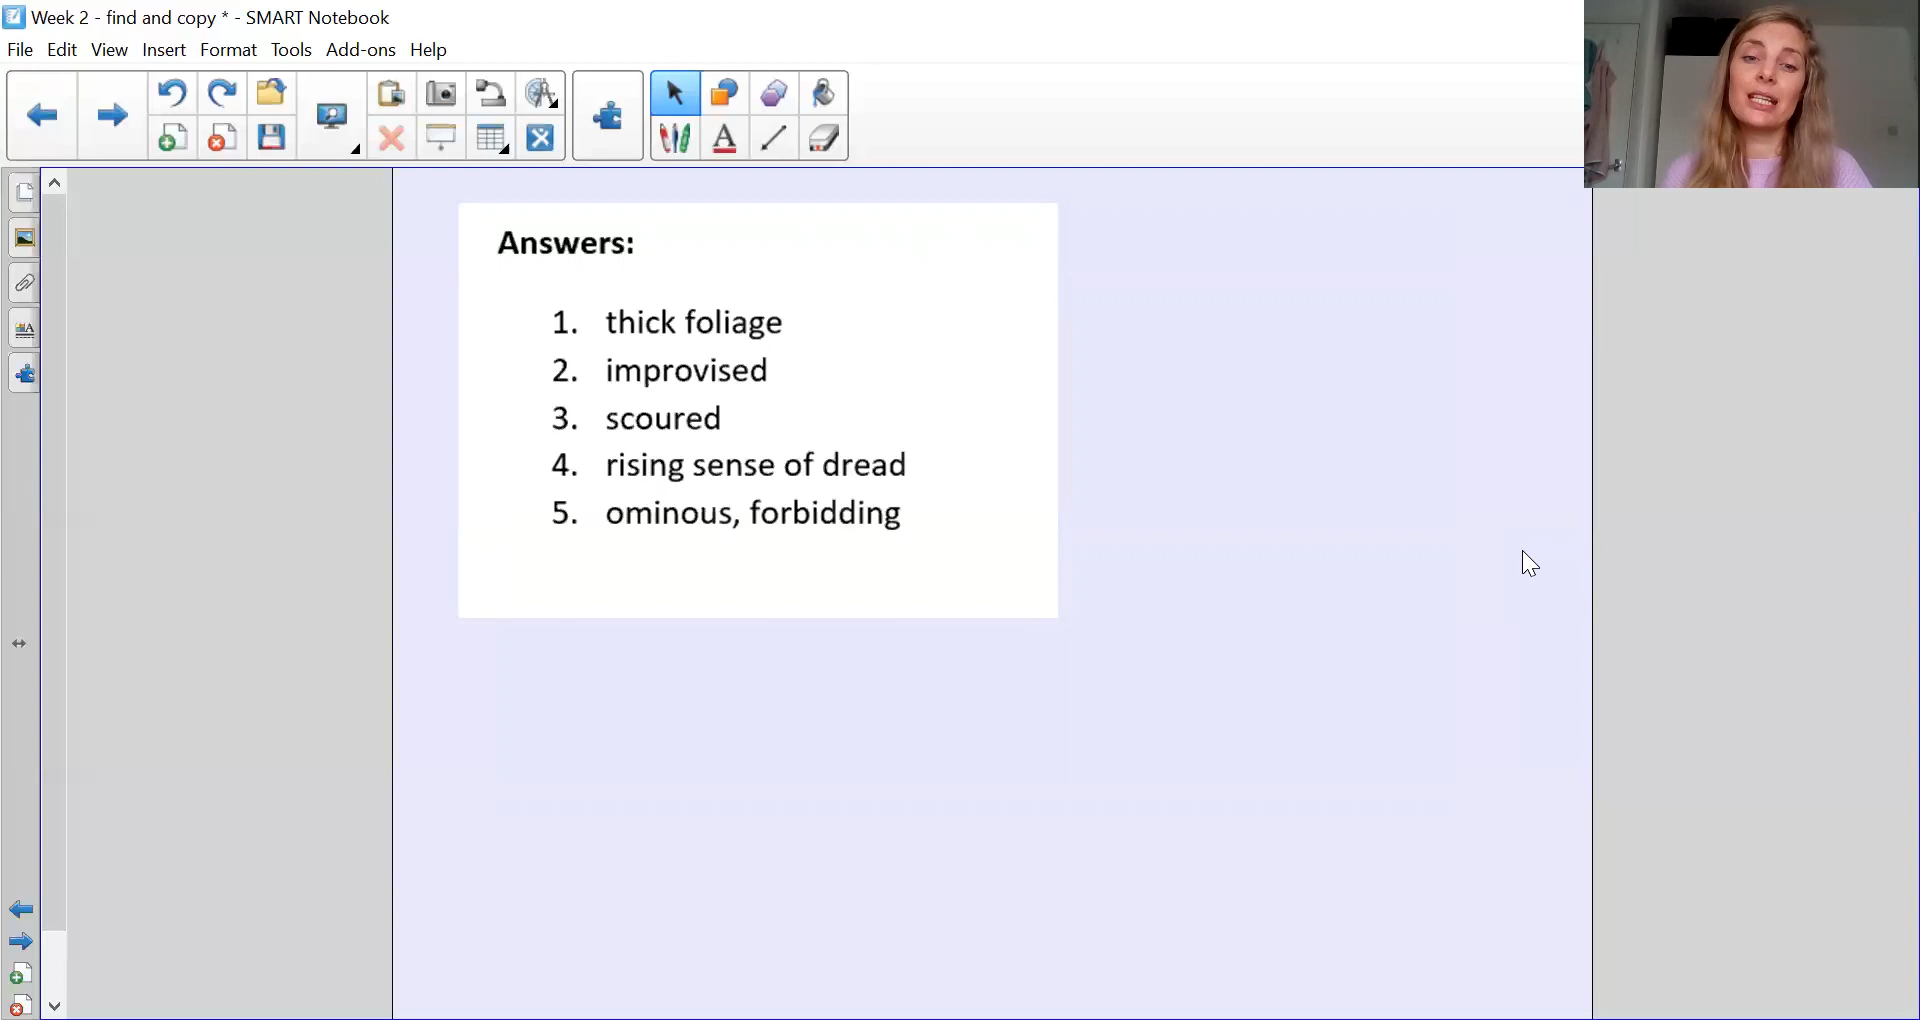 Week 2 - find and copy * - SMART Notebook
File Edit View Insert Format Tools Add-ons Help
Answers:
1. thick foliage
2. improvised
3. scoured
4. rising sense of dread
5. ominous, forbidding